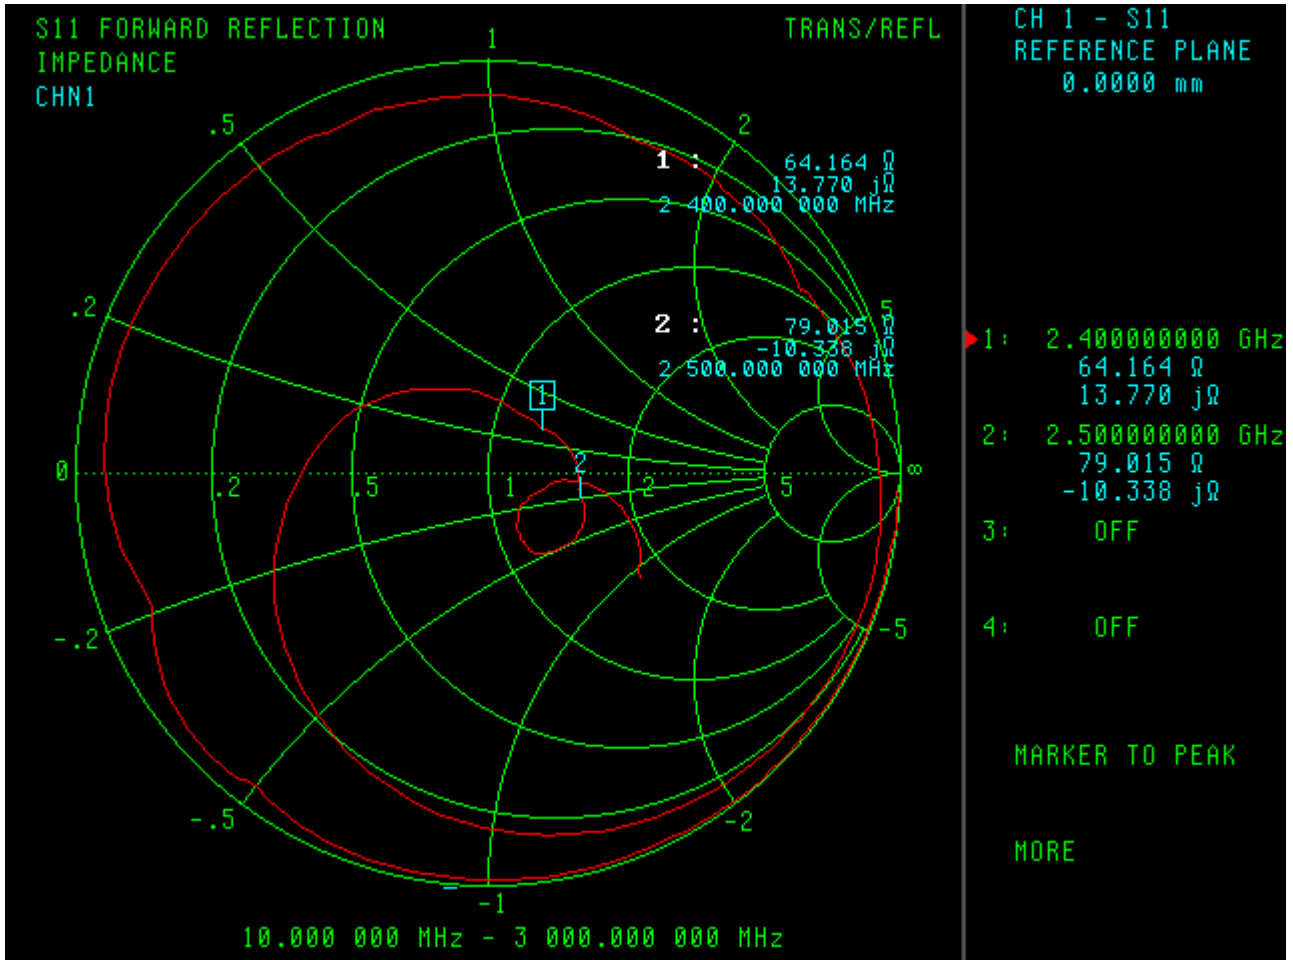 S11 FORWARD REFLECTION
TRANS/REFL
IMPEDANCE
CHN1
1
.5
2
1 :
64.164 Ω
13.770 jΩ
2 400.000 000 MHz
.2
5
2 :
79.015 Ω
-10.338 jΩ
2 500.000 000 MHz
1
2
0
.2
.5
1
2
5
∞
-.2
-5
-.5
-2
-1
10.000 000 MHz - 3 000.000 000 MHz
CH 1 - S11
REFERENCE PLANE
0.0000 mm
1: 2.400000000 GHz
64.164 Ω
13.770 jΩ
2: 2.500000000 GHz
79.015 Ω
-10.338 jΩ
3: OFF
4: OFF
MARKER TO PEAK
MORE